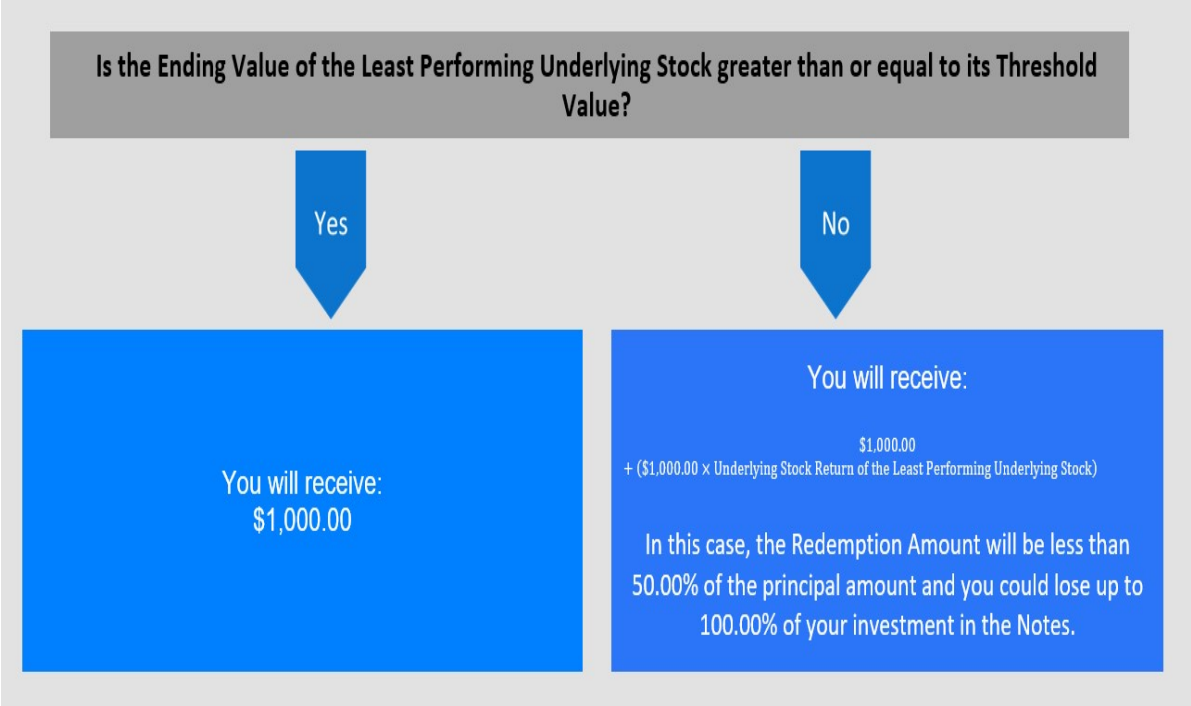 Is the Ending Value of the Least Performing Underlying Stock greater than or equal to its Threshold
Value?
Yes
No
You will receive:
$1,000.00
You will receive:
$1,000.00
+ ($1,000.00 × Underlying Stock Return of the Least Performing Underlying Stock)
In this case, the Redemption Amount will be less than
50.00% of the principal amount and you could lose up to
100.00% of your investment in the Notes.